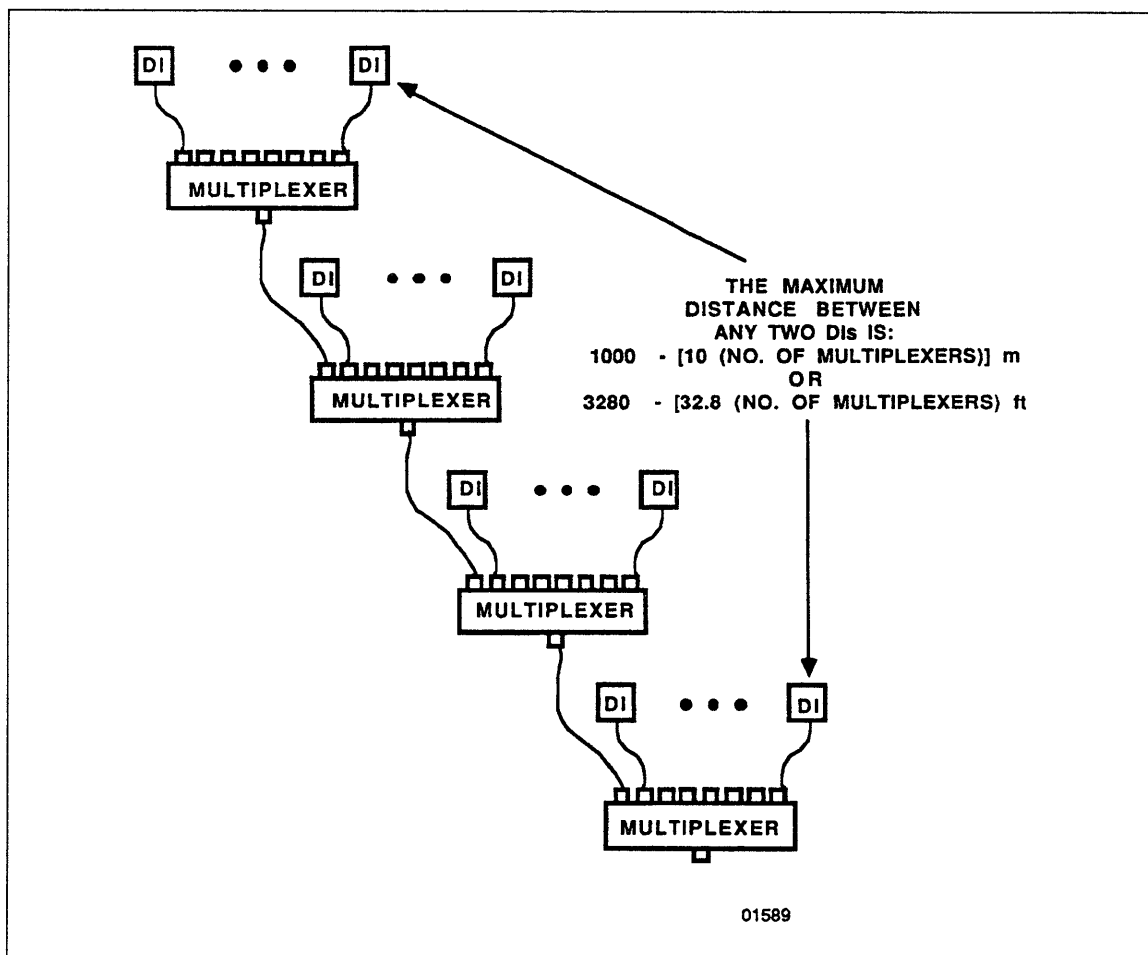 DI DI
MULTIPLEXER
DI DI
THE MAXIMUM
DISTANCE BETWEEN
ANY TWO DIs IS:
1000 - [10 (NO. OF MULTIPLEXERS)] m
OR
3280 - [32.8 (NO. OF MULTIPLEXERS) ft
MULTIPLEXER
DI DI
MULTIPLEXER
DI DI
MULTIPLEXER
01589